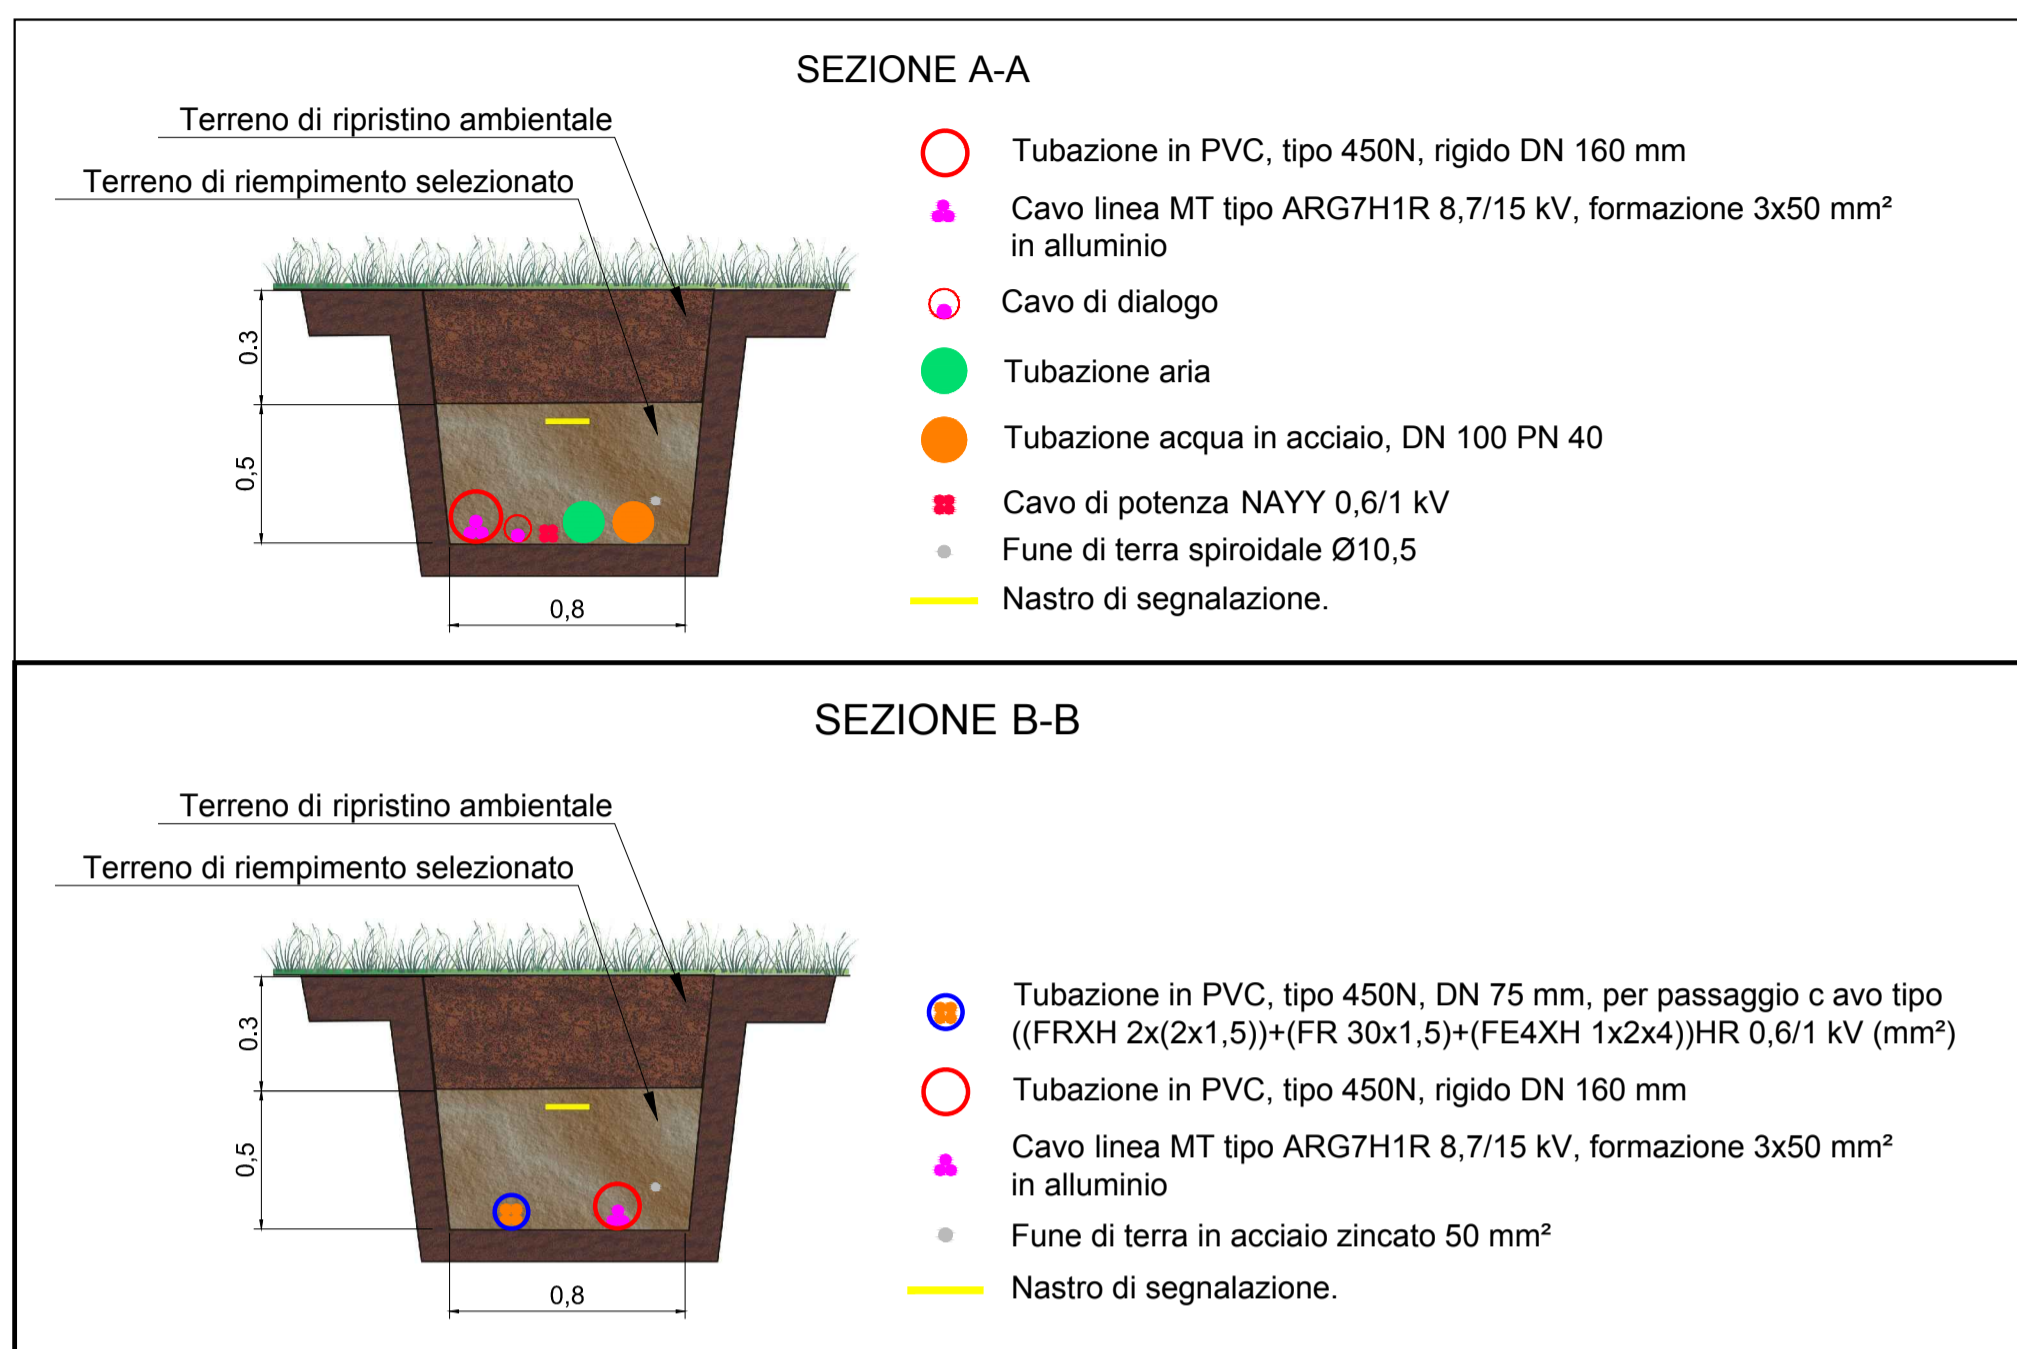 SEZIONE A-A
Terreno di ripristino ambientale
Terreno di riempimento selezionato
0.3
0,5
0,8
Tubazione in PVC, tipo 450N, rigido DN 160 mm
Cavo linea MT tipo ARG7H1R 8,7/15 kV, formazione 3x50 mm²
in alluminio
Cavo di dialogo
Tubazione aria
Tubazione acqua in acciaio, DN 100 PN 40
Cavo di potenza NAYY 0,6/1 kV
Fune di terra spiroidale Ø10,5
Nastro di segnalazione.
SEZIONE B-B
Terreno di ripristino ambientale
Terreno di riempimento selezionato
0.3
0,5
0,8
Tubazione in PVC, tipo 450N, DN 75 mm, per passaggio c avo tipo
((FRXH 2x(2x1,5))+(FR 30x1,5)+(FE4XH 1x2x4))HR 0,6/1 kV (mm²)
Tubazione in PVC, tipo 450N, rigido DN 160 mm
Cavo linea MT tipo ARG7H1R 8,7/15 kV, formazione 3x50 mm²
in alluminio
Fune di terra in acciaio zincato 50 mm²
Nastro di segnalazione.